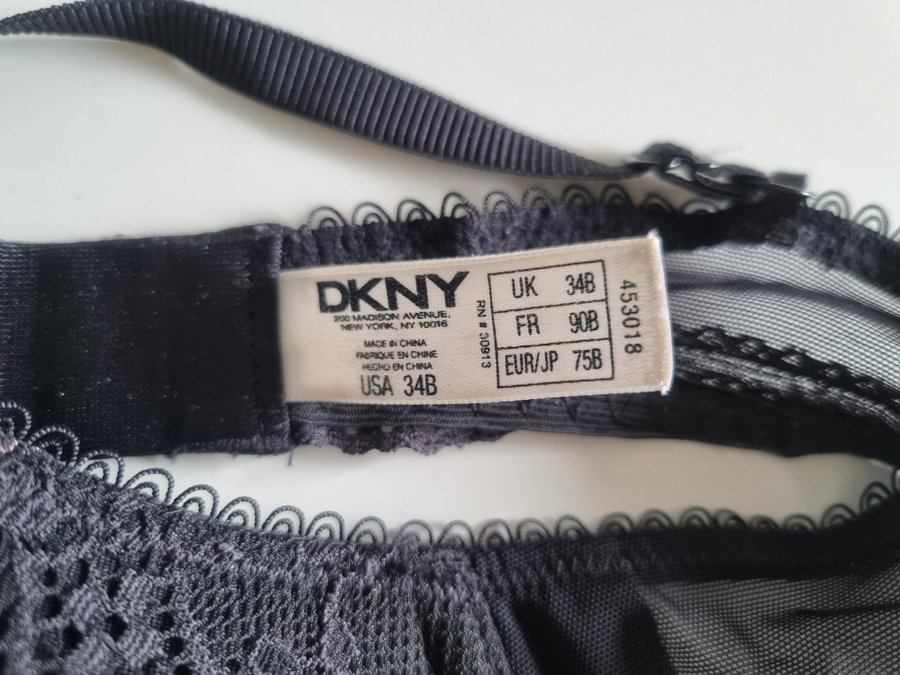 DKNY
200 MADISON AVENUE,
NEW YORK, NY 10016
MADE IN CHINA
FABRIQUE EN CHINE
HECHO EN CHINA
USA 34B
RN # 30913
UK 34B
FR 90B
EUR/JP 75B
453018